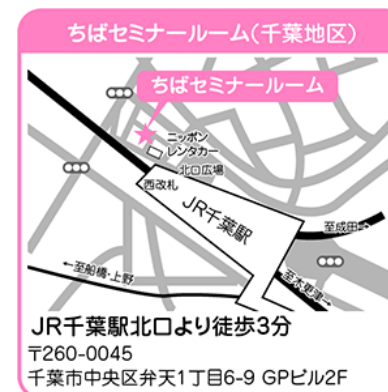 ちばセミナールーム(千葉地区)
ちばセミナールーム
ニッポン
レンタカー
北口広場
西改札
JR千葉駅
至成田→
←至船橋・上野
至木更津→
JR千葉駅北口より徒歩3分
〒260-0045
千葉市中央区弁天1丁目6-9 GPビル2F